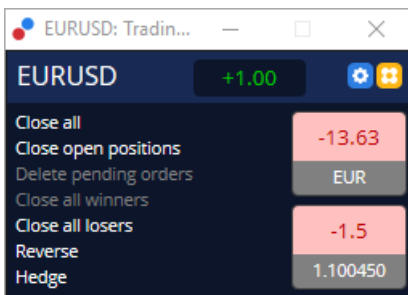 EURUSD: Tradin...
EURUSD +1.00
Close all
Close open positions
Delete pending orders
Close all winners
Close all losers
Reverse
Hedge
-13.63
EUR
-1.5
1.100450